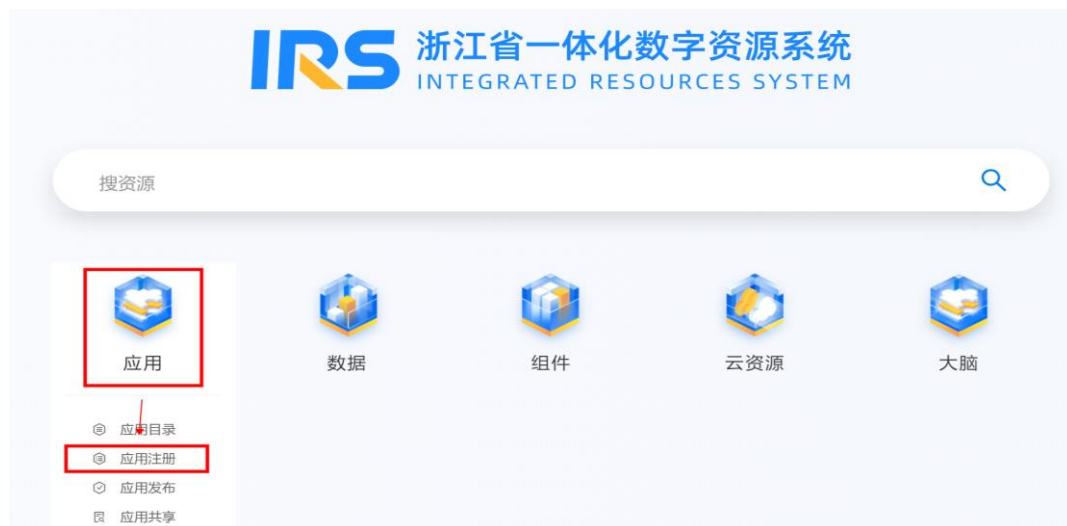 IRS 浙江省一体化数字资源系统
INTEGRATED RESOURCES SYSTEM
搜资源
应用 数据 组件 云资源 大脑
应用目录
应用注册
应用发布
应用共享